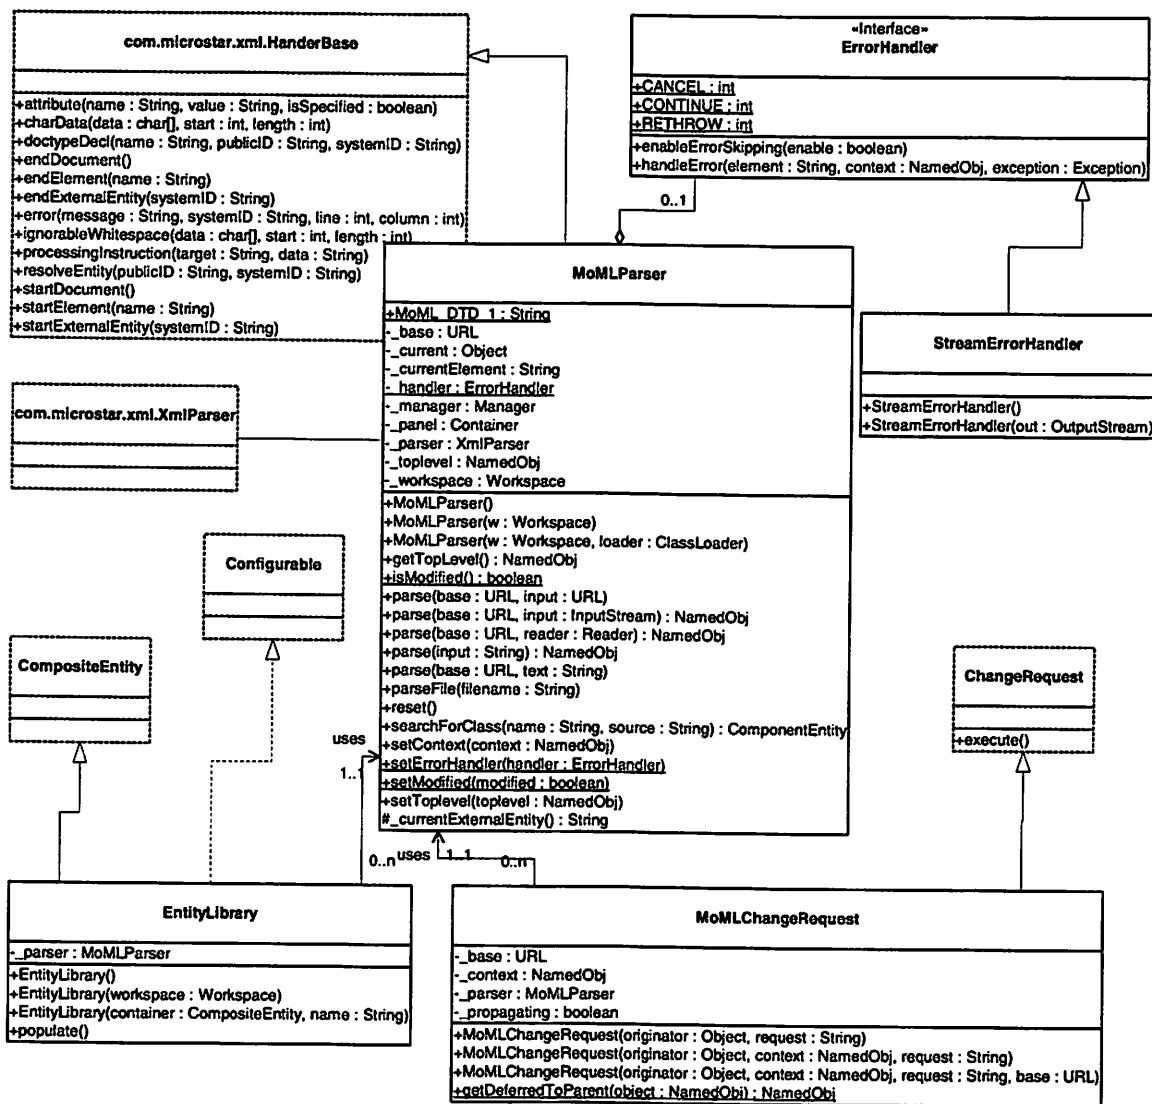 com.microstar.xml.HanderBase
+attribute(name : String, value : String, isSpecified : boolean)
+charData(data : char[], start : int, length : int)
+doctypeDecl(name : String, publicID : String, systemID : String)
+endDocument()
+endElement(name : String)
+endExternalEntity(systemID : String)
+error(message : String, systemID : String, line : int, column : int)
+ignorableWhitespace(data : char[], start : int, length : int)
+processingInstruction(target : String, data : String)
+resolveEntity(publicID : String, systemID : String)
+startDocument()
+startElement(name : String)
+startExternalEntity(systemID : String)
«Interface»
ErrorHandler
+CANCEL : int
+CONTINUE : int
+RETHROW : int
+enableErrorSkipping(enable : boolean)
+handleError(element : String, context : NamedObj, exception : Exception)
0..1
MoMLParser
+MoML_DTD_1 : String
-_base : URL
-_current : Object
-_currentElement : String
-_handler : ErrorHandler
-_manager : Manager
-_panel : Container
-_parser : XmlParser
-_toplevel : NamedObj
-_workspace : Workspace
+MoMLParser()
+MoMLParser(w : Workspace)
+MoMLParser(w : Workspace, loader : ClassLoader)
+getTopLevel() : NamedObj
+isModified() : boolean
+parse(base : URL, input : URL)
+parse(base : URL, input : InputStream) : NamedObj
+parse(base : URL, reader : Reader) : NamedObj
+parse(input : String) : NamedObj
+parse(base : URL, text : String)
+parseFile(filename : String)
+reset()
+searchForClass(name : String, source : String) : ComponentEntity
+setContext(context : NamedObj)
+setErrorHandler(handler : ErrorHandler)
+setModified(modified : boolean)
+setToplevel(toplevel : NamedObj)
#_currentExternalEntity() : String
StreamErrorHandler
+StreamErrorHandler()
+StreamErrorHandler(out : OutputStream)
com.microstar.xml.XmlParser
Configurable
CompositeEntity
ChangeRequest
+execute()
uses
1..1
0..n
uses
1..1
0..n
EntityLibrary
-_parser : MoMLParser
+EntityLibrary()
+EntityLibrary(workspace : Workspace)
+EntityLibrary(container : CompositeEntity, name : String)
+populate()
MoMLChangeRequest
-_base : URL
-_context : NamedObj
-_parser : MoMLParser
-_propagating : boolean
+MoMLChangeRequest(originator : Object, request : String)
+MoMLChangeRequest(originator : Object, context : NamedObj, request : String)
+MoMLChangeRequest(originator : Object, context : NamedObj, request : String, base : URL)
+getDeferredToParent(object : NamedObj) : NamedObj